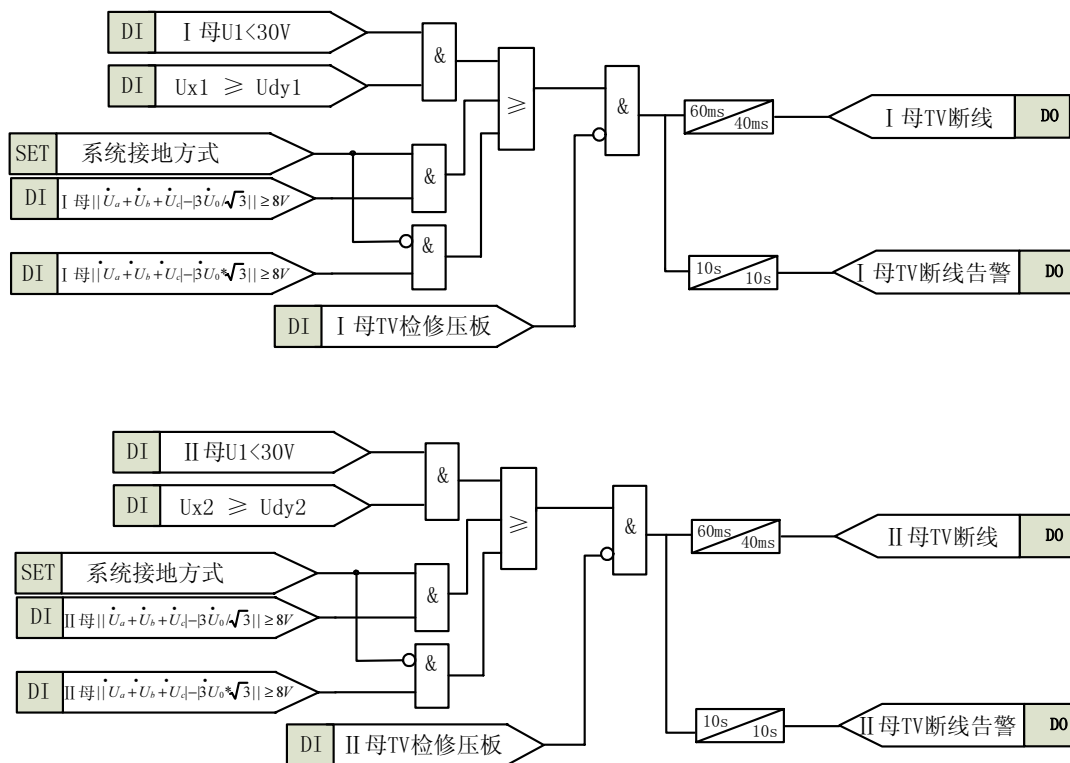 DI Ⅰ母U1<30V
&
DI Ux1 ≥ Udy1
≥
&
60ms/40ms
Ⅰ母TV断线 DO
SET 系统接地方式
&
DI Ⅰ母||U̇a+U̇b+U̇c|−|3U̇0/√3||≥8V
&
DI Ⅰ母||U̇a+U̇b+U̇c|−|3U̇0*√3||≥8V
10s/10s
Ⅰ母TV断线告警 DO
DI Ⅰ母TV检修压板
DI Ⅱ母U1<30V
&
DI Ux2 ≥ Udy2
≥
&
60ms/40ms
Ⅱ母TV断线 DO
SET 系统接地方式
&
DI Ⅱ母||U̇a+U̇b+U̇c|−|3U̇0/√3||≥8V
&
DI Ⅱ母||U̇a+U̇b+U̇c|−|3U̇0*√3||≥8V
10s/10s
Ⅱ母TV断线告警 DO
DI Ⅱ母TV检修压板